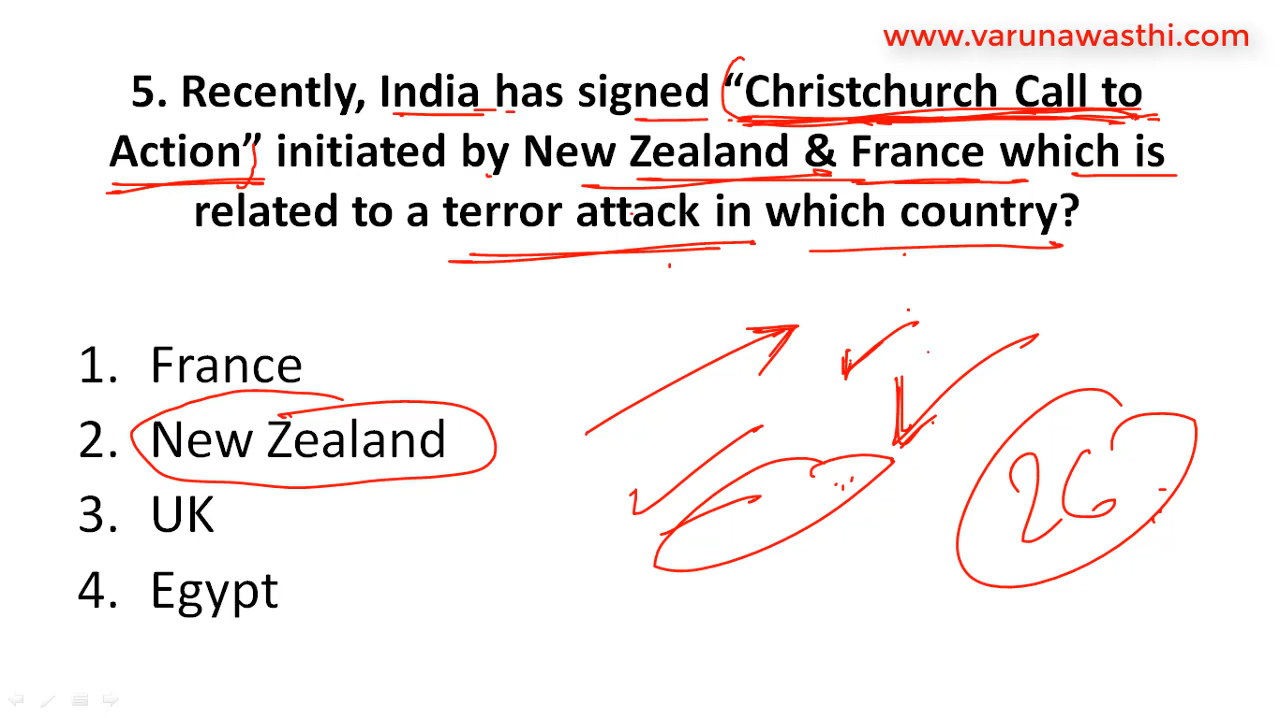 www.varunawasthi.com
5. Recently, India has signed “Christchurch Call to
Action” initiated by New Zealand & France which is
related to a terror attack in which country?
1. France
2. New Zealand
3. UK
4. Egypt
26